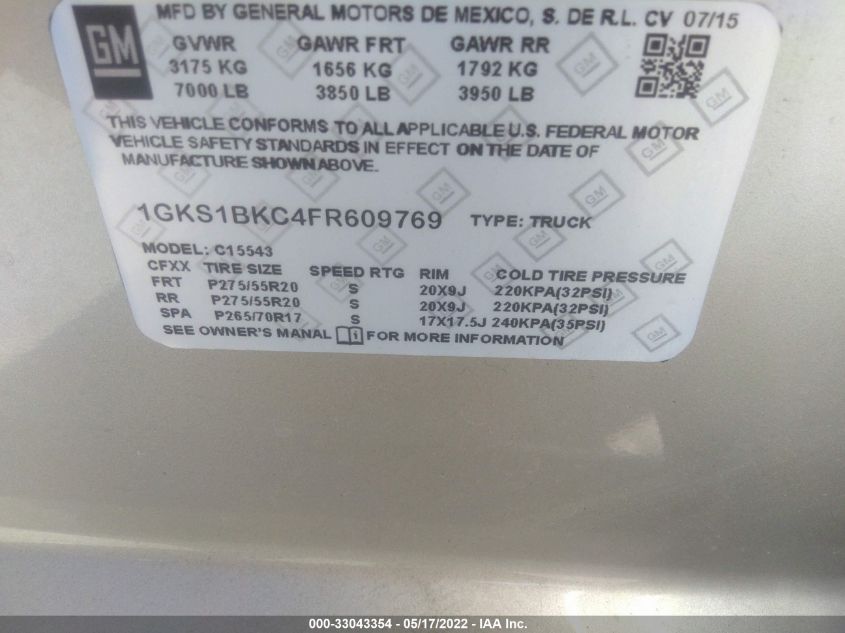 GM
MFD BY GENERAL MOTORS DE MEXICO, S. DE R.L. CV 07/15
GVWR GAWR FRT GAWR RR
3175 KG 1656 KG 1792 KG
7000 LB 3850 LB 3950 LB
THIS VEHICLE CONFORMS TO ALL APPLICABLE U.S. FEDERAL MOTOR
VEHICLE SAFETY STANDARDS IN EFFECT ON THE DATE OF
MANUFACTURE SHOWN ABOVE.
1GKS1BKC4FR609769 TYPE: TRUCK
MODEL: C15543
CFXX TIRE SIZE SPEED RTG RIM COLD TIRE PRESSURE
FRT P275/55R20 S 20X9J 220KPA(32PSI)
RR P275/55R20 S 20X9J 220KPA(32PSI)
SPA P265/70R17 S 17X17.5J 240KPA(35PSI)
SEE OWNER'S MANAL FOR MORE INFORMATION
000-33043354 - 05/17/2022 - IAA Inc.